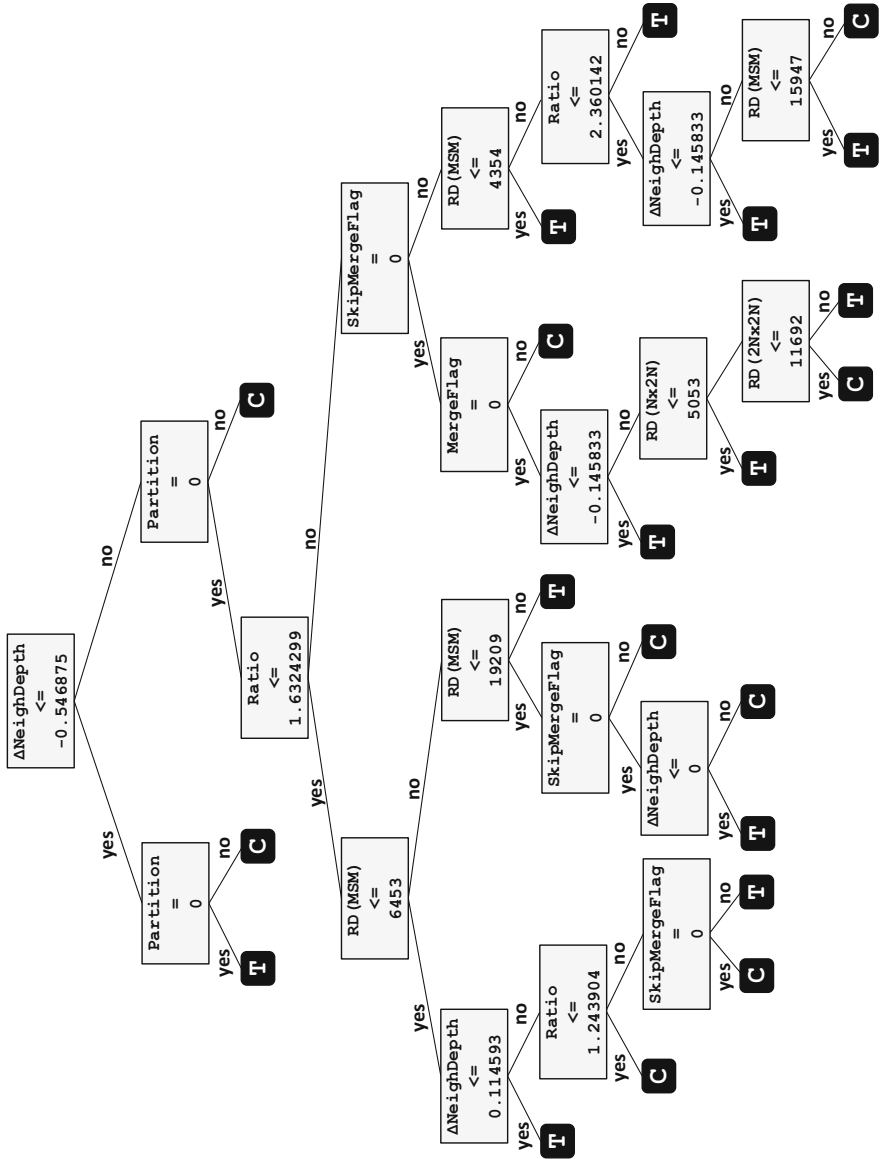 ΔNeighDepth
<=
-0.546875
yes
no
Partition
=
0
Partition
=
0
yes
no
yes
no
T
C
Ratio
<=
1.6324299
C
yes
no
RD(MSM)
<=
6453
SkipMergeFlag
=
0
yes
no
yes
no
ΔNeighDepth
<=
0.114593
RD(MSM)
<=
19209
MergeFlag
=
0
RD(MSM)
<=
4354
yes
no
yes
no
yes
no
yes
no
T
Ratio
<=
1.243904
SkipMergeFlag
=
0
T
ΔNeighDepth
<=
-0.145833
C
T
Ratio
<=
2.360142
yes
no
yes
no
yes
no
yes
no
C
SkipMergeFlag
=
0
ΔNeighDepth
<=
0
C
T
RD(Nx2N)
<=
5053
ΔNeighDepth
<=
-0.145833
T
yes
no
yes
no
yes
yes
no
C
T
T
C
T
RD(2Nx2N)
<=
11692
T
RD(MSM)
<=
15947
yes
no
yes
no
C
T
T
C